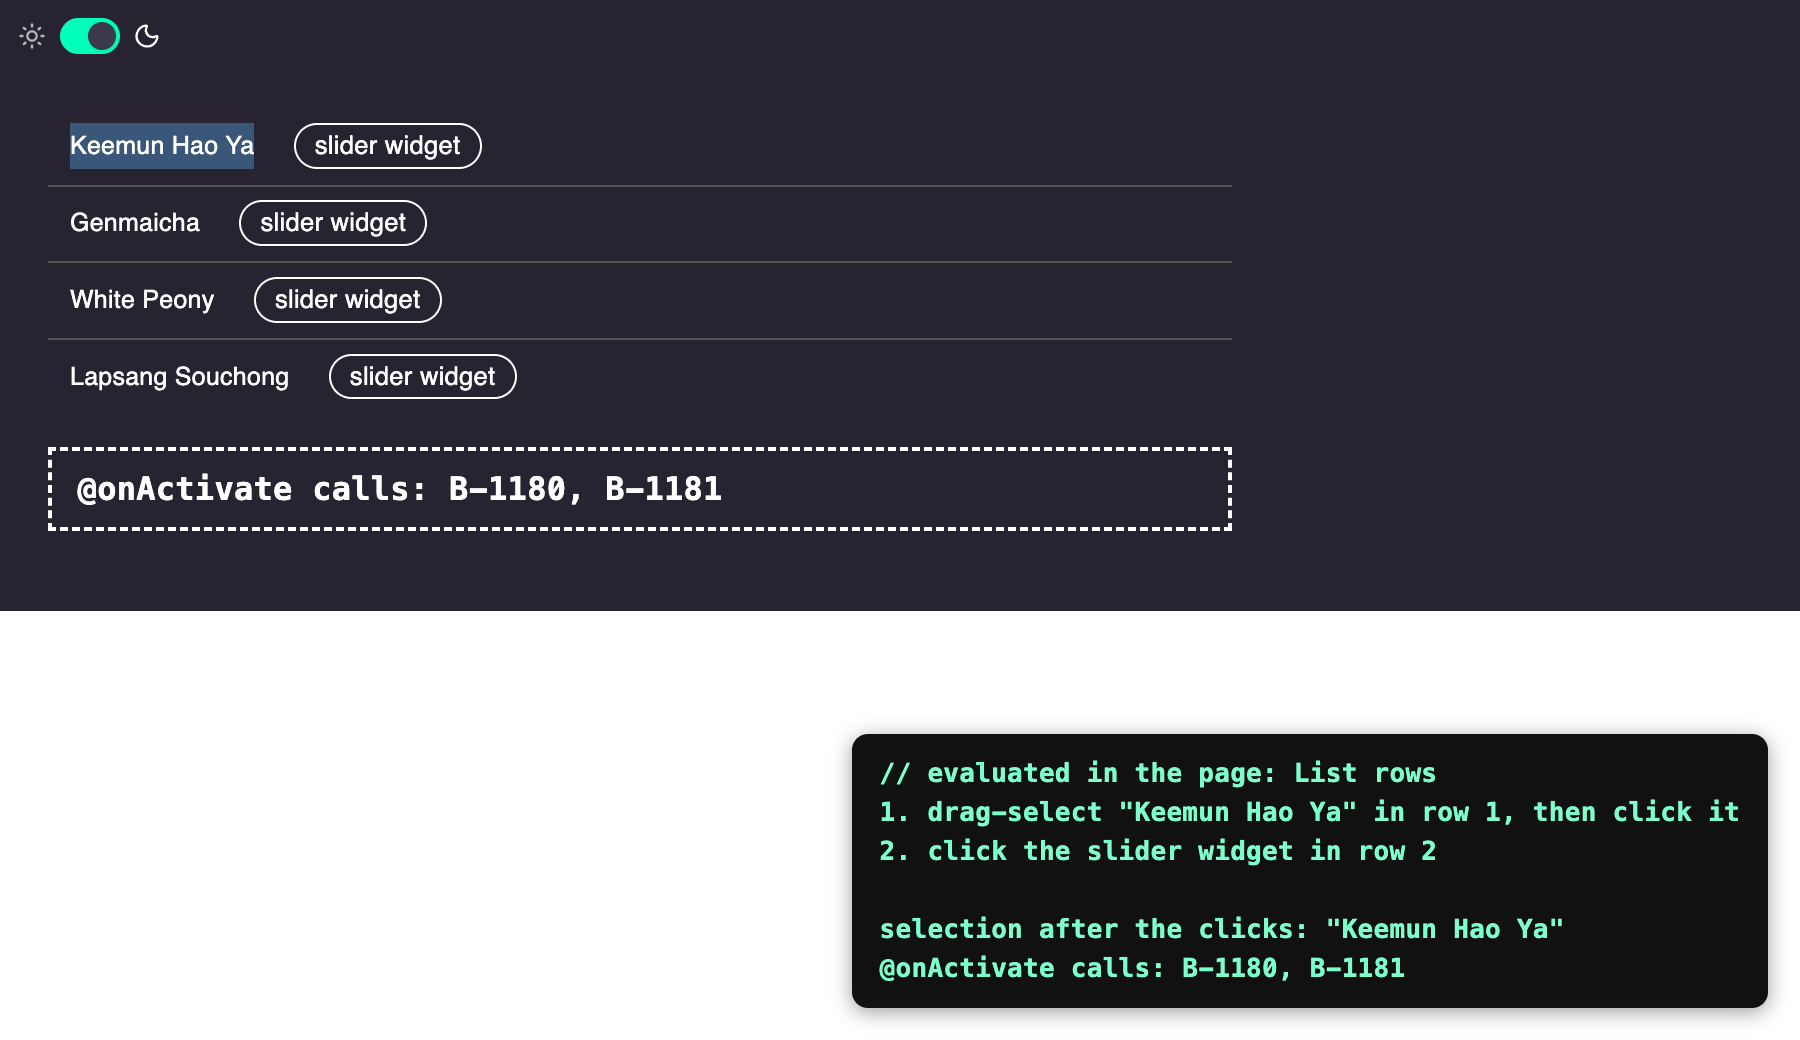 Keemun Hao Ya slider widget
Genmaicha slider widget
White Peony slider widget
Lapsang Souchong slider widget
@onActivate calls: B-1180, B-1181
// evaluated in the page: List rows
1. drag-select "Keemun Hao Ya" in row 1, then click it
2. click the slider widget in row 2
selection after the clicks: "Keemun Hao Ya"
@onActivate calls: B-1180, B-1181